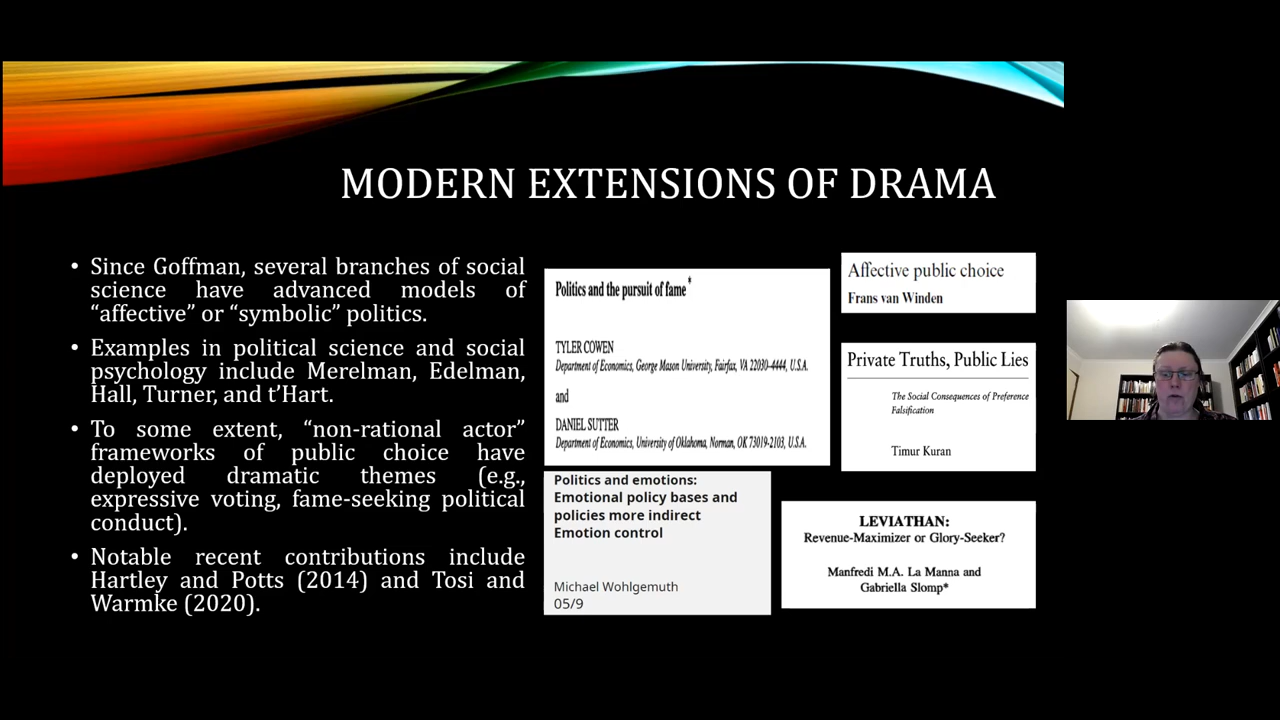 MODERN EXTENSIONS OF DRAMA
• Since Goffman, several branches of social
science have advanced models of
“affective” or “symbolic” politics.
• Examples in political science and social
psychology include Merelman, Edelman,
Hall, Turner, and t’Hart.
• To some extent, “non-rational actor”
frameworks of public choice have
deployed dramatic themes (e.g.,
expressive voting, fame-seeking political
conduct).
• Notable recent contributions include
Hartley and Potts (2014) and Tosi and
Warmke (2020).
Politics and the pursuit of fame*
TYLER COWEN
Department of Economics, George Mason University, Fairfax, VA 22030-4444, U.S.A.
and
DANIEL SUTTER
Department of Economics, University of Oklahoma, Norman, OK 73019-2103, U.S.A.
Affective public choice
Frans van Winden
Private Truths, Public Lies
The Social Consequences of Preference
Falsification
Timur Kuran
Politics and emotions:
Emotional policy bases and
policies more indirect
Emotion control
Michael Wohlgemuth
05/9
LEVIATHAN:
Revenue-Maximizer or Glory-Seeker?
Manfredi M.A. La Manna and
Gabriella Slomp*